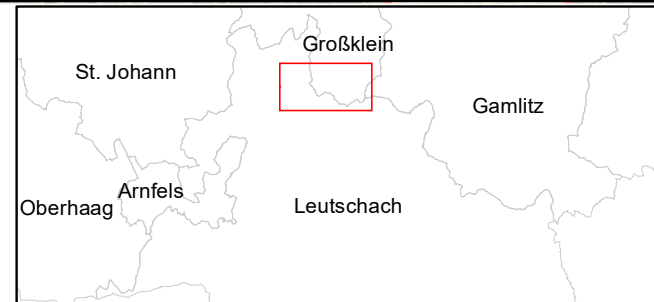 Großklein
St. Johann
Gamlitz
Arnfels
Oberhaag
Leutschach